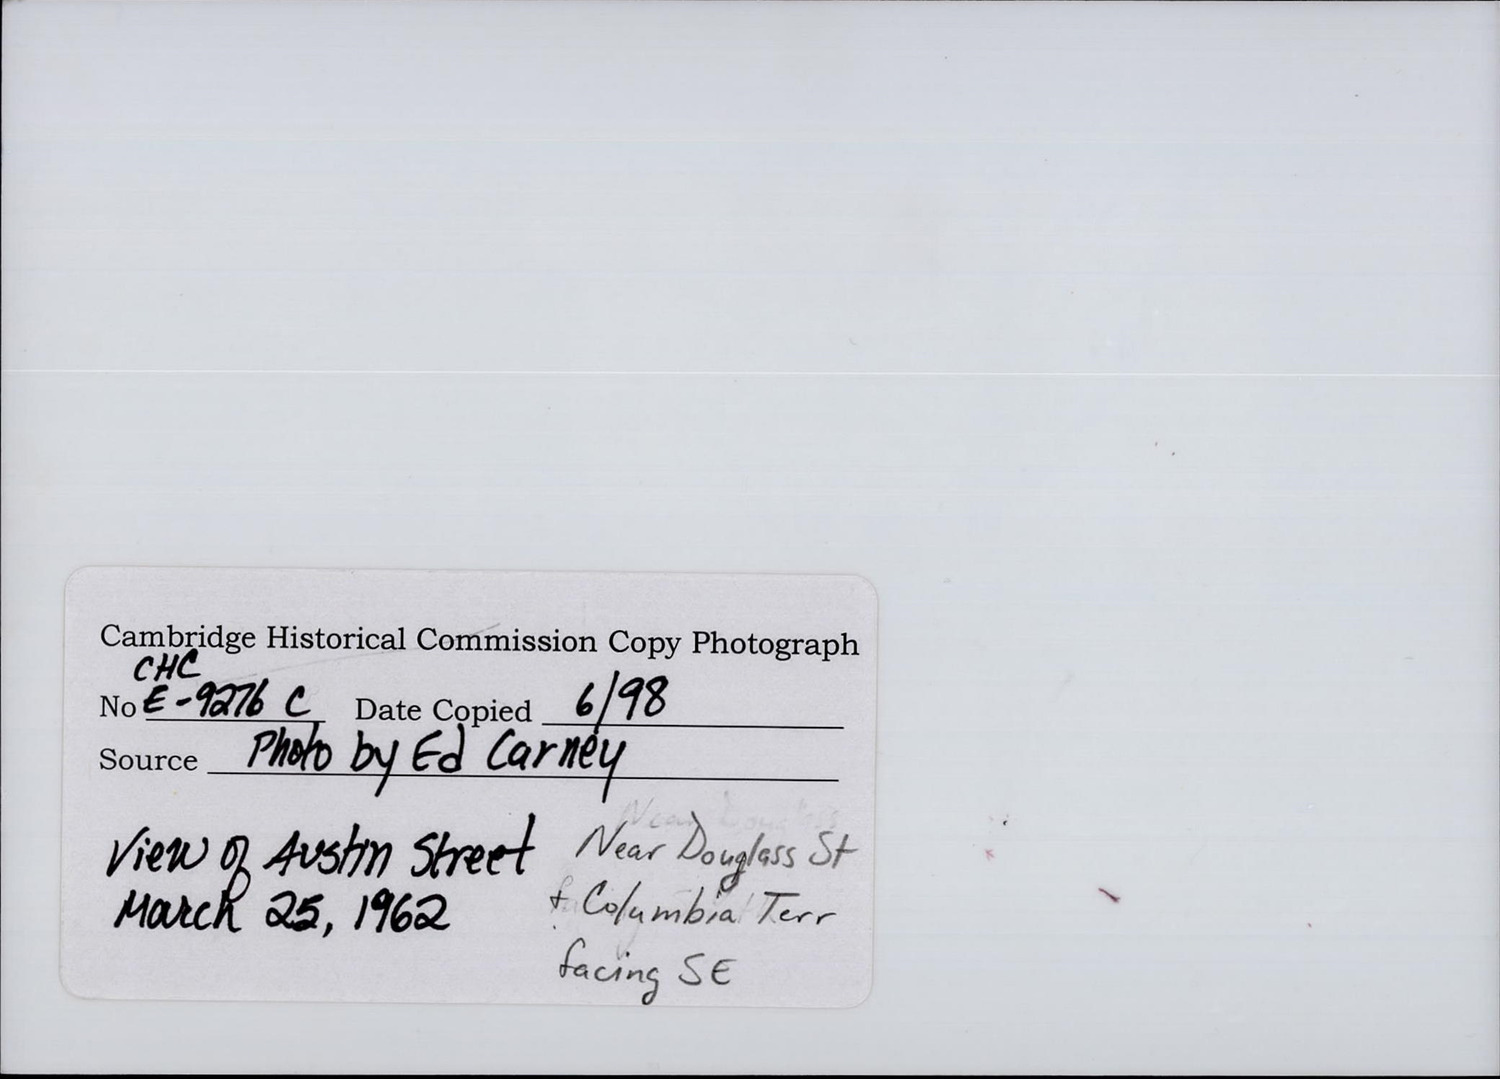 Cambridge Historical Commission Copy Photograph
CHC
No E-9276 C Date Copied 6/98
Source Photo by Ed Carney
View of Austin Street
March 25, 1962
Near Douglass St
+ Columbia Terr
facing SE